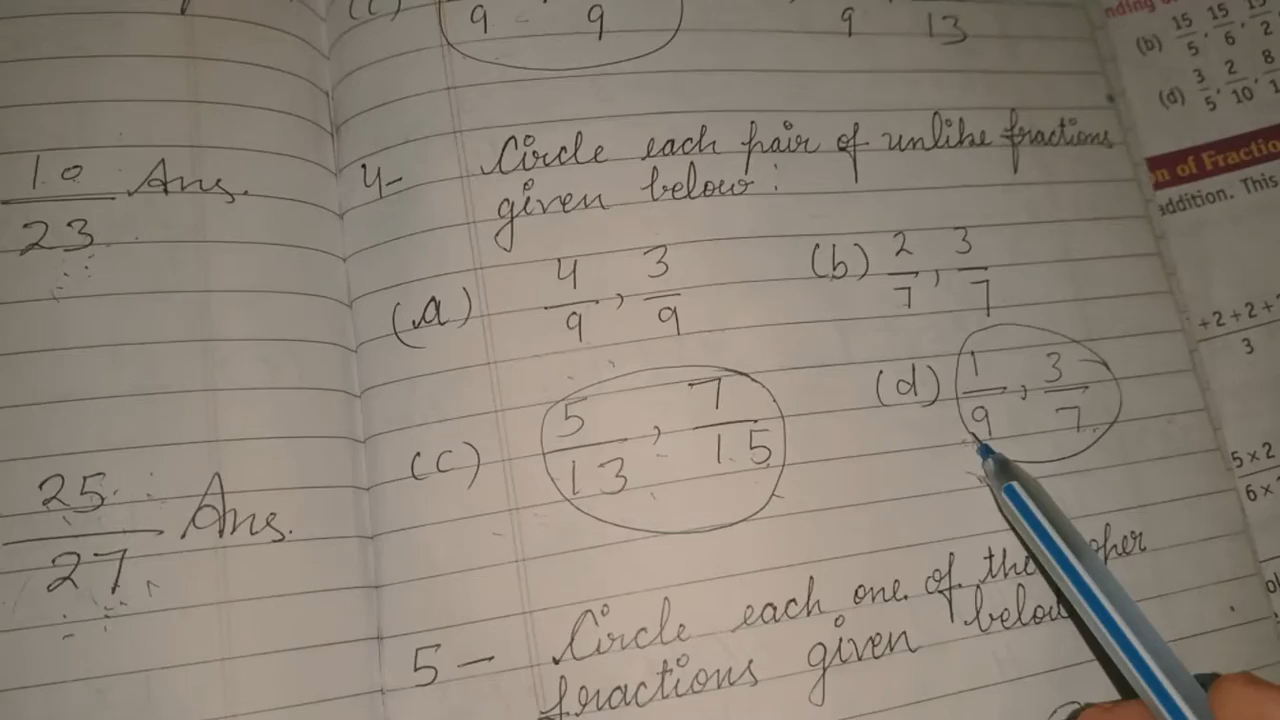 (c) 9 9 9 13
10/23 Ans.
4- Circle each pair of unlike fractions
given below:
(a) 4/9, 3/9 (b) 2/7, 3/7
(c) 5/13, 7/15 (d) 1/9, 3/7
25/27 Ans.
5- Circle each one of the
fractions given below
(b) 15/5, 15/6,
(d) 3/5, 2/10,
n of Fractio
addition. This
+2+2+
3
5×2
6×